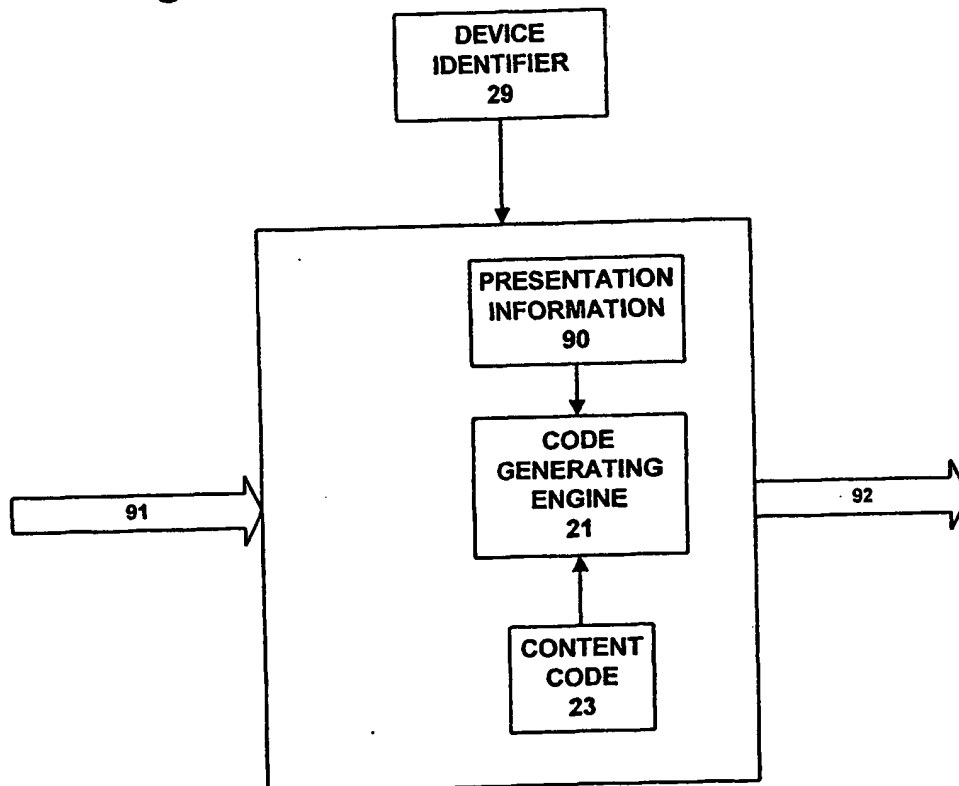 DEVICE
IDENTIFIER
29
PRESENTATION
INFORMATION
90
CODE
GENERATING
ENGINE
21
91
92
CONTENT
CODE
23